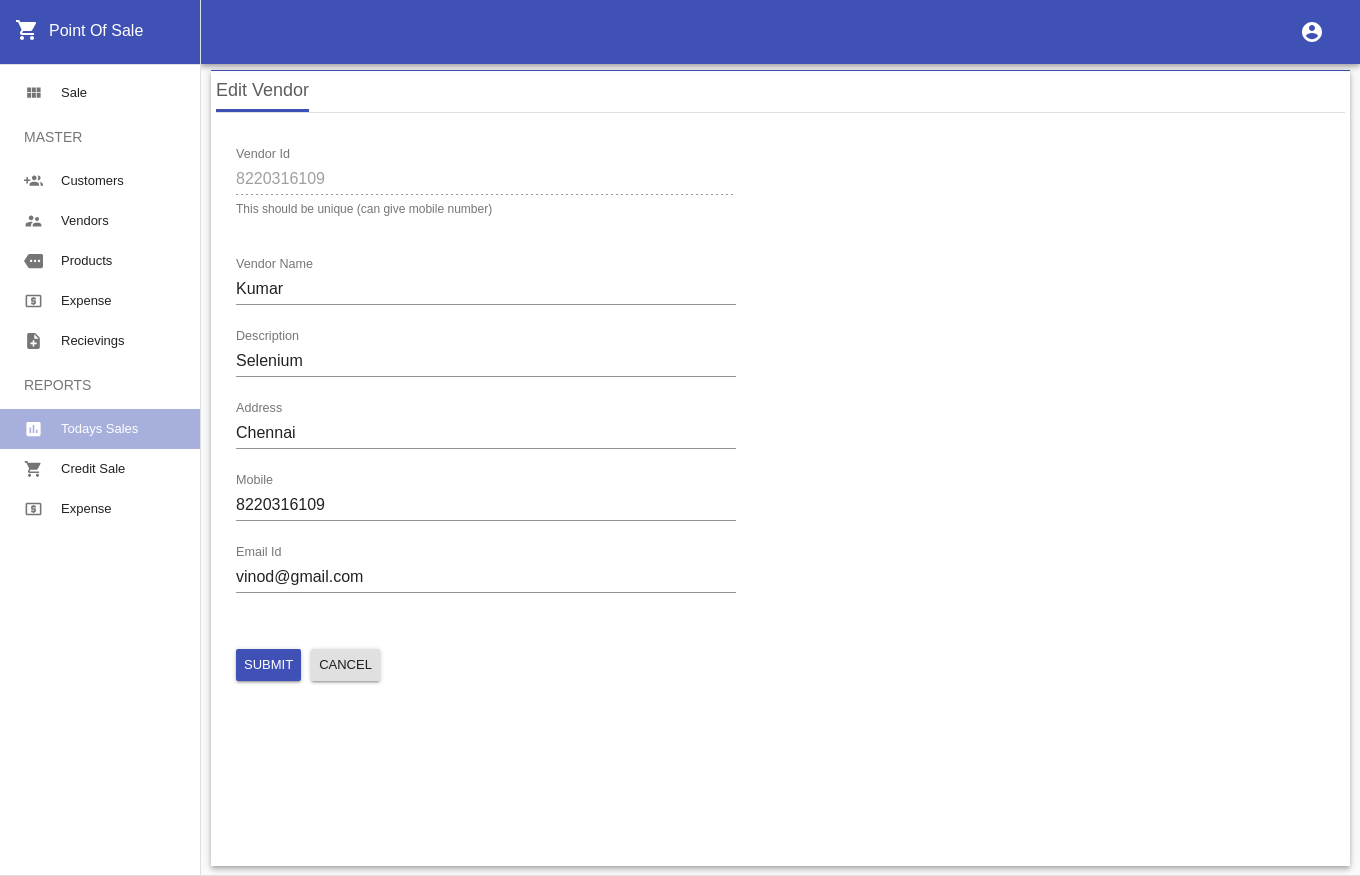 Point Of Sale
Sale
MASTER
Customers
Vendors
Products
Expense
Recievings
REPORTS
Todays Sales
Credit Sale
Expense
Edit Vendor
Vendor Id
8220316109
This should be unique (can give mobile number)
Vendor Name
Kumar
Description
Selenium
Address
Chennai
Mobile
8220316109
Email Id
vinod@gmail.com
SUBMIT CANCEL